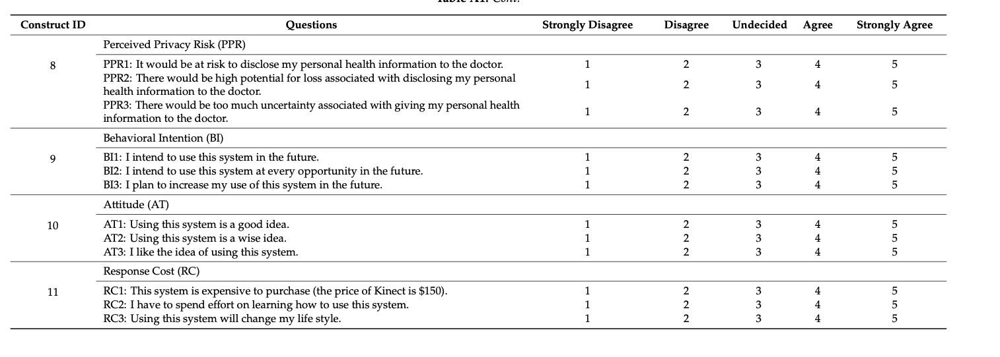 Table A1. Cont.
Construct ID Questions Strongly Disagree Disagree Undecided Agree Strongly Agree
Perceived Privacy Risk (PPR)
8
PPR1: It would be at risk to disclose my personal health information to the doctor. 1 2 3 4 5
PPR2: There would be high potential for loss associated with disclosing my personal
health information to the doctor. 1 2 3 4 5
PPR3: There would be too much uncertainty associated with giving my personal health
information to the doctor. 1 2 3 4 5
Behavioral Intention (BI)
9
BI1: I intend to use this system in the future. 1 2 3 4 5
BI2: I intend to use this system at every opportunity in the future. 1 2 3 4 5
BI3: I plan to increase my use of this system in the future. 1 2 3 4 5
Attitude (AT)
10
AT1: Using this system is a good idea. 1 2 3 4 5
AT2: Using this system is a wise idea. 1 2 3 4 5
AT3: I like the idea of using this system. 1 2 3 4 5
Response Cost (RC)
11
RC1: This system is expensive to purchase (the price of Kinect is $150). 1 2 3 4 5
RC2: I have to spend effort on learning how to use this system. 1 2 3 4 5
RC3: Using this system will change my life style. 1 2 3 4 5